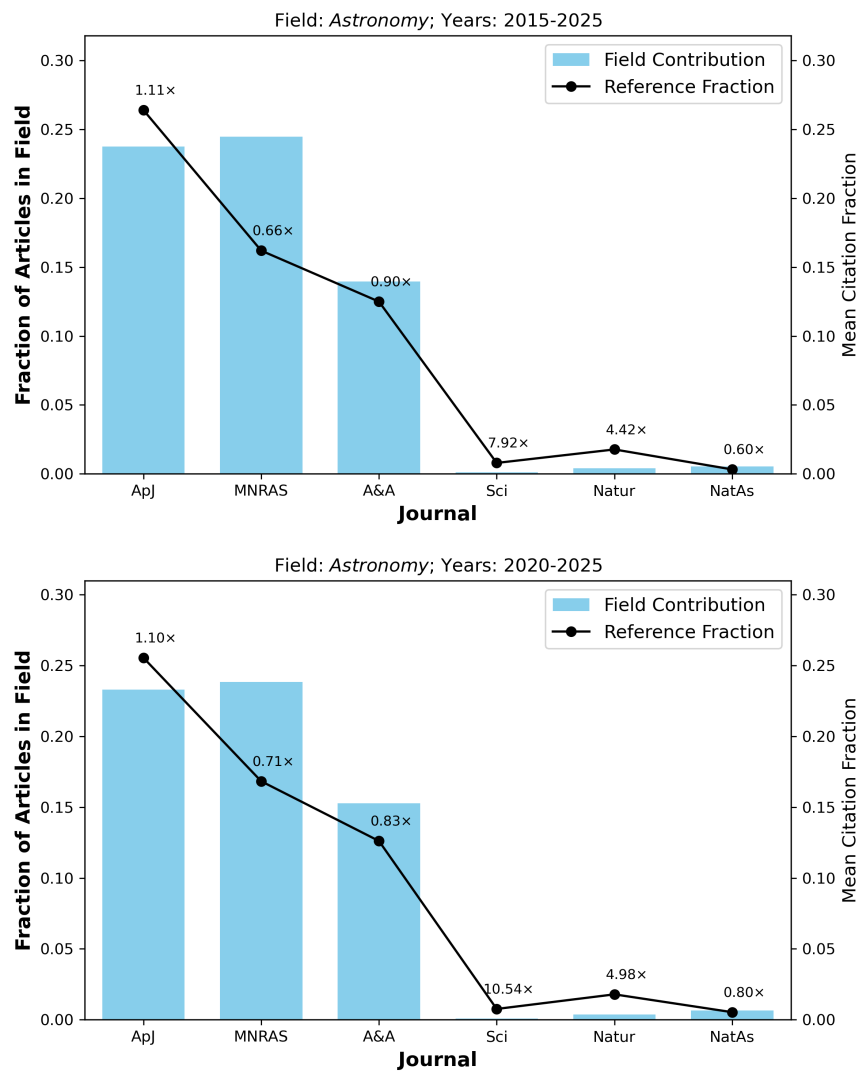 Field: Astronomy; Years: 2015-2025
Field Contribution
Reference Fraction
Fraction of Articles in Field
0.30
0.25
0.20
0.15
0.10
0.05
0.00
1.11×
0.66×
0.90×
7.92×
4.42×
0.60×
0.30
0.25
0.20
0.15
0.10
0.05
0.00
Mean Citation Fraction
ApJ MNRAS A&A Sci Natur NatAs
Journal
Field: Astronomy; Years: 2020-2025
Field Contribution
Reference Fraction
Fraction of Articles in Field
0.30
0.25
0.20
0.15
0.10
0.05
0.00
1.10×
0.71×
0.83×
10.54×
4.98×
0.80×
0.30
0.25
0.20
0.15
0.10
0.05
0.00
Mean Citation Fraction
ApJ MNRAS A&A Sci Natur NatAs
Journal